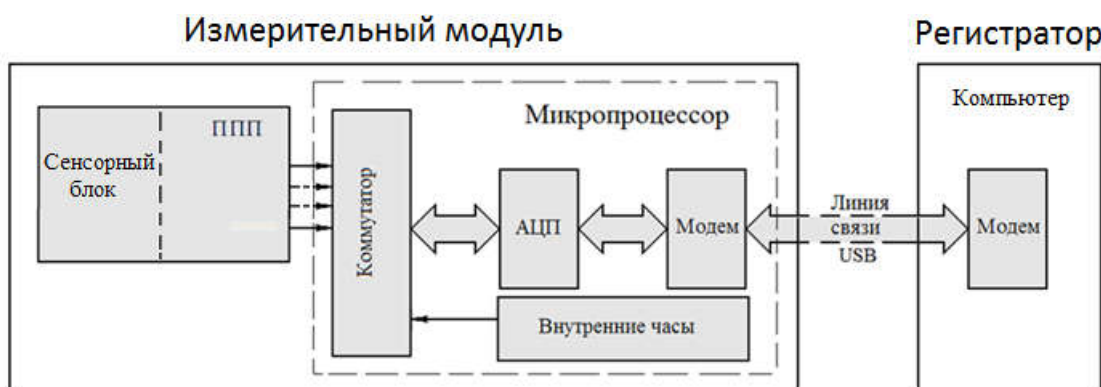 Измерительный модуль
Регистратор
Микропроцессор
Компьютер
ППП
Сенсорный
блок
Коммутатор
АЦП
Модем
Линия
связи
USB
Модем
Внутренние часы